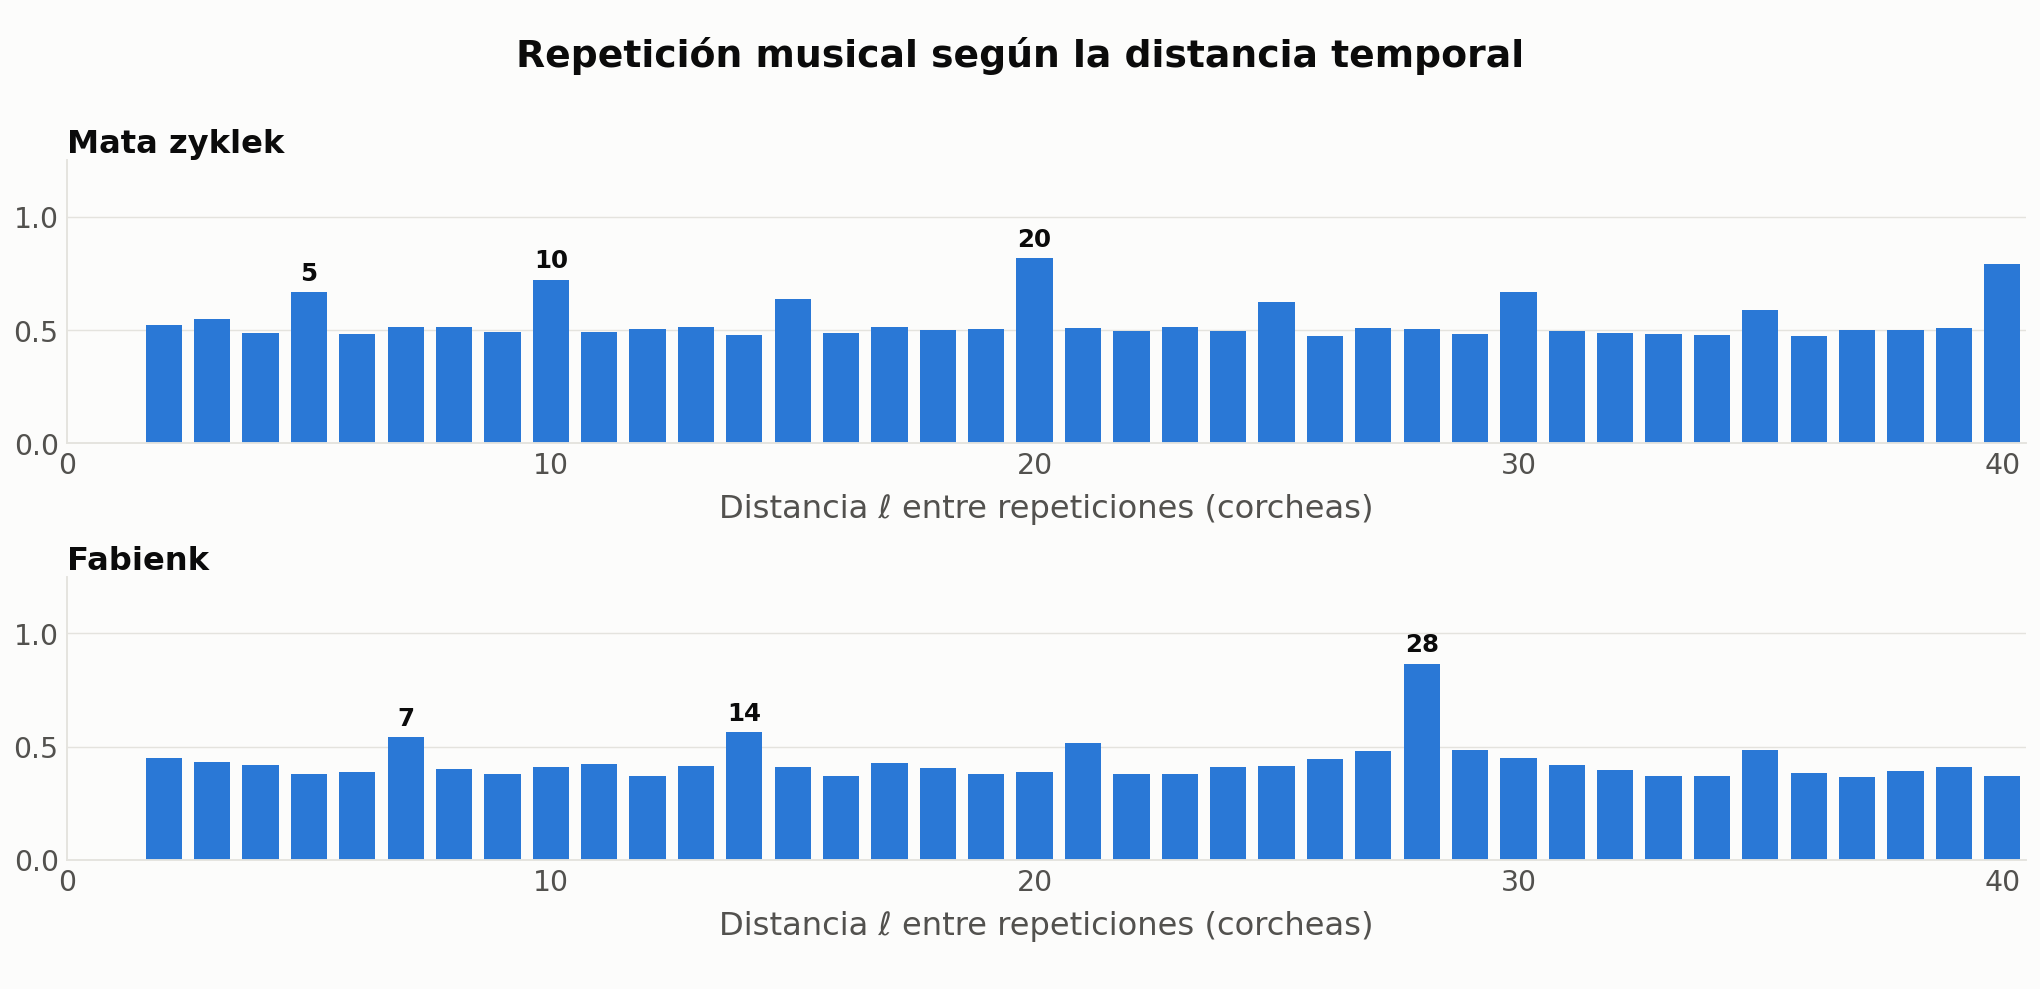 Repetición musical según la distancia temporal
Mata zyklek
1.0
0.5
0.0
5
10
20
0 10 20 30 40
Distancia ℓ entre repeticiones (corcheas)
Fabienk
1.0
0.5
0.0
7
14
28
0 10 20 30 40
Distancia ℓ entre repeticiones (corcheas)